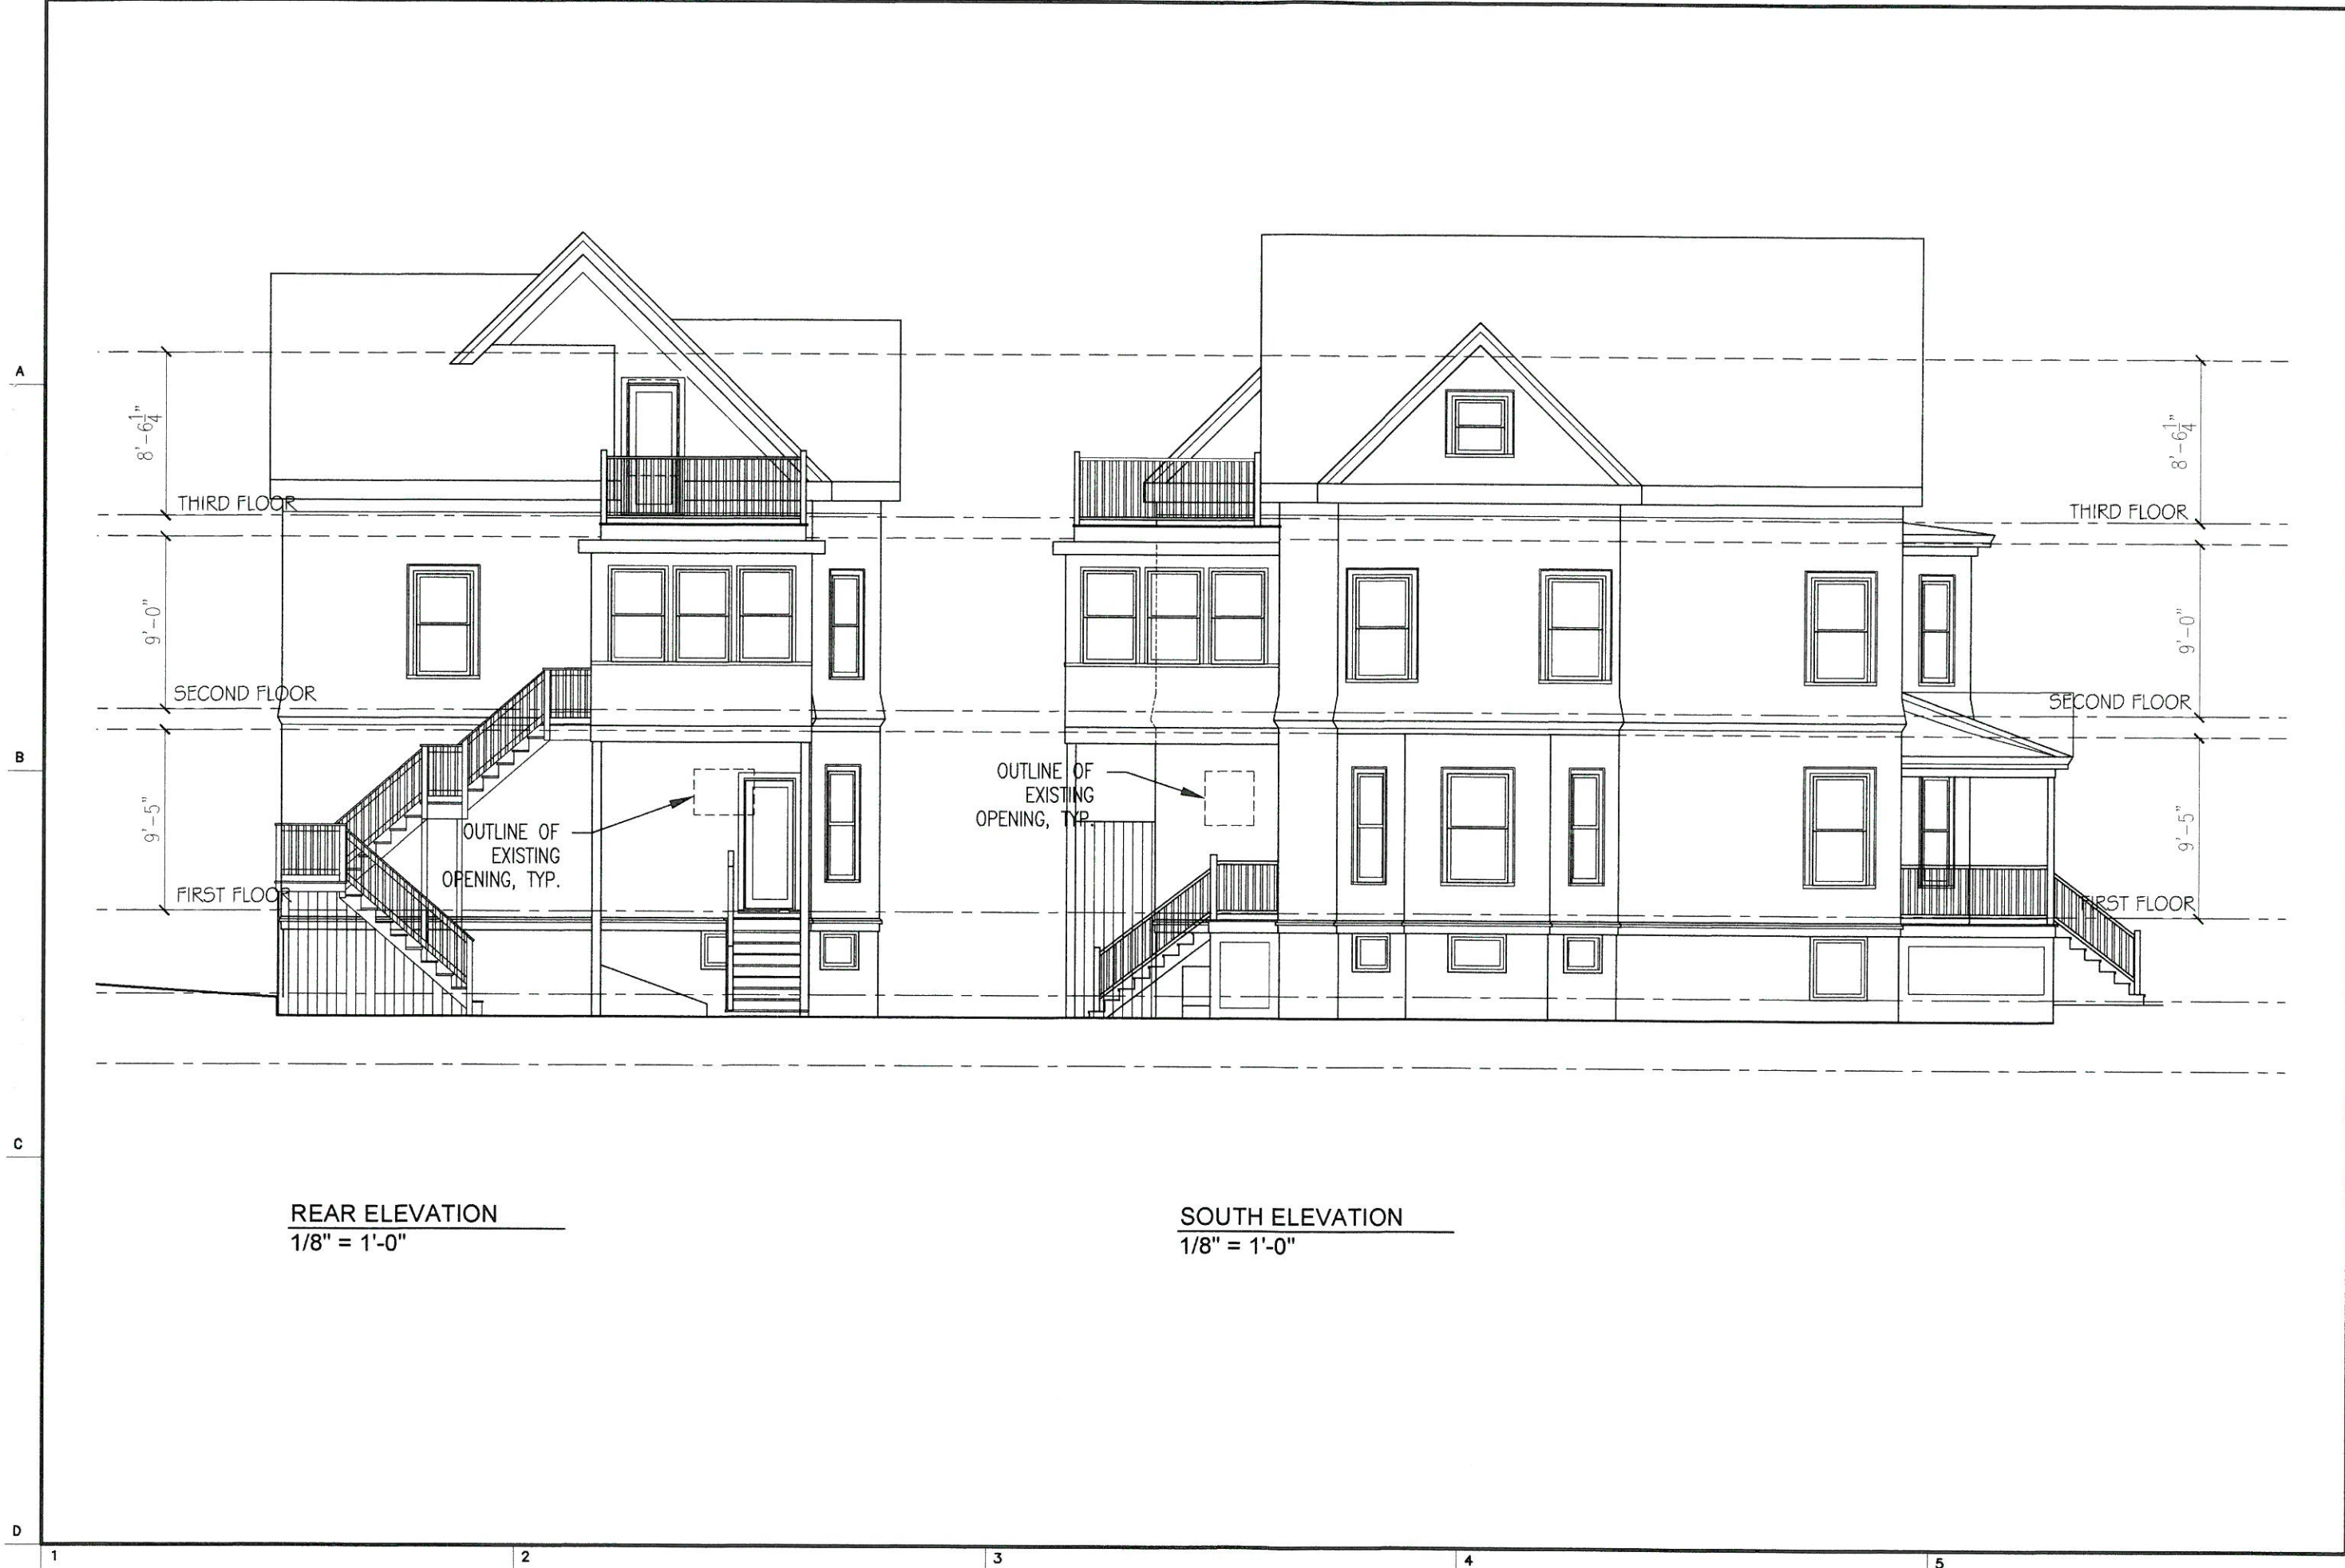 A
B
C
D
1
2
3
4
5
8'-6 1/4"
THIRD FLOOR
9'-0"
SECOND FLOOR
9'-5"
FIRST FLOOR
OUTLINE OF
EXISTING
OPENING, TYP.
REAR ELEVATION
1/8" = 1'-0"
OUTLINE OF
EXISTING
OPENING, TYP.
8'-6 1/4"
THIRD FLOOR
9'-0"
SECOND FLOOR
9'-5"
FIRST FLOOR
SOUTH ELEVATION
1/8" = 1'-0"